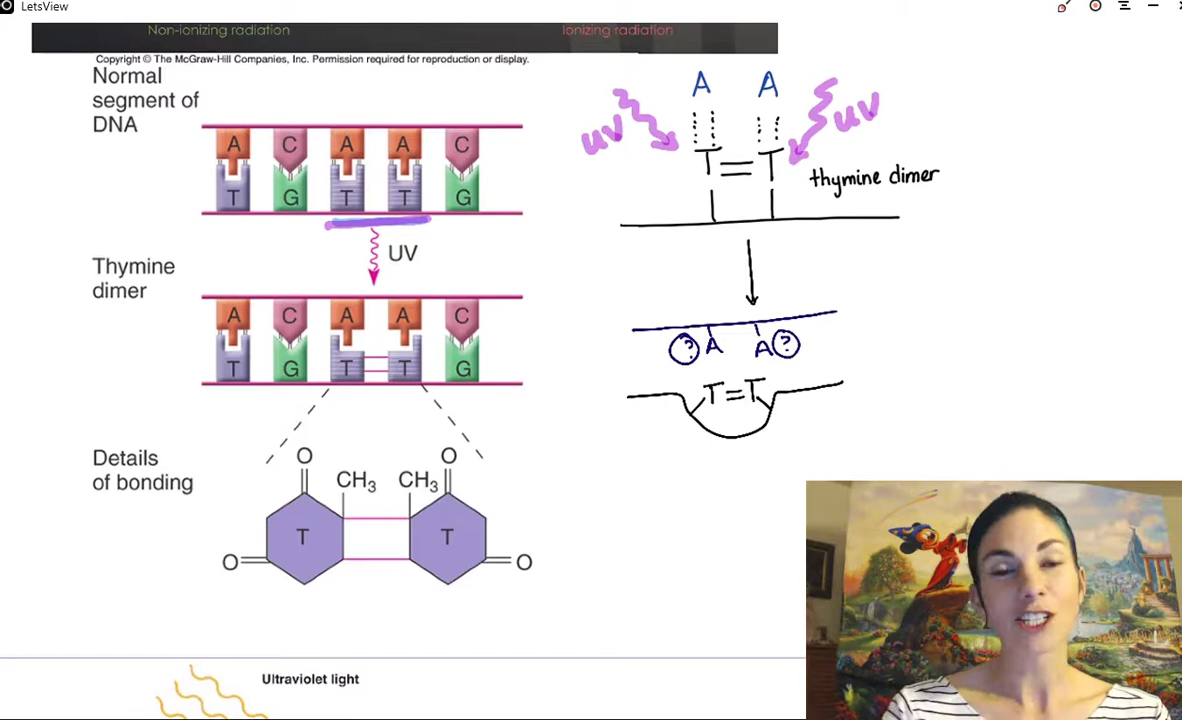 LetsView
Non-ionizing radiation
Ionizing radiation
Copyright © The McGraw-Hill Companies, Inc. Permission required for reproduction or display.
Normal
segment of
DNA
A C A A C
T G T T G
UV
Thymine
dimer
A C A A C
T G T T G
Details
of bonding
O O
CH3 CH3
T T
O O
A A
uv uv
T = T
thymine dimer
? A A ?
T = T
Ultraviolet light